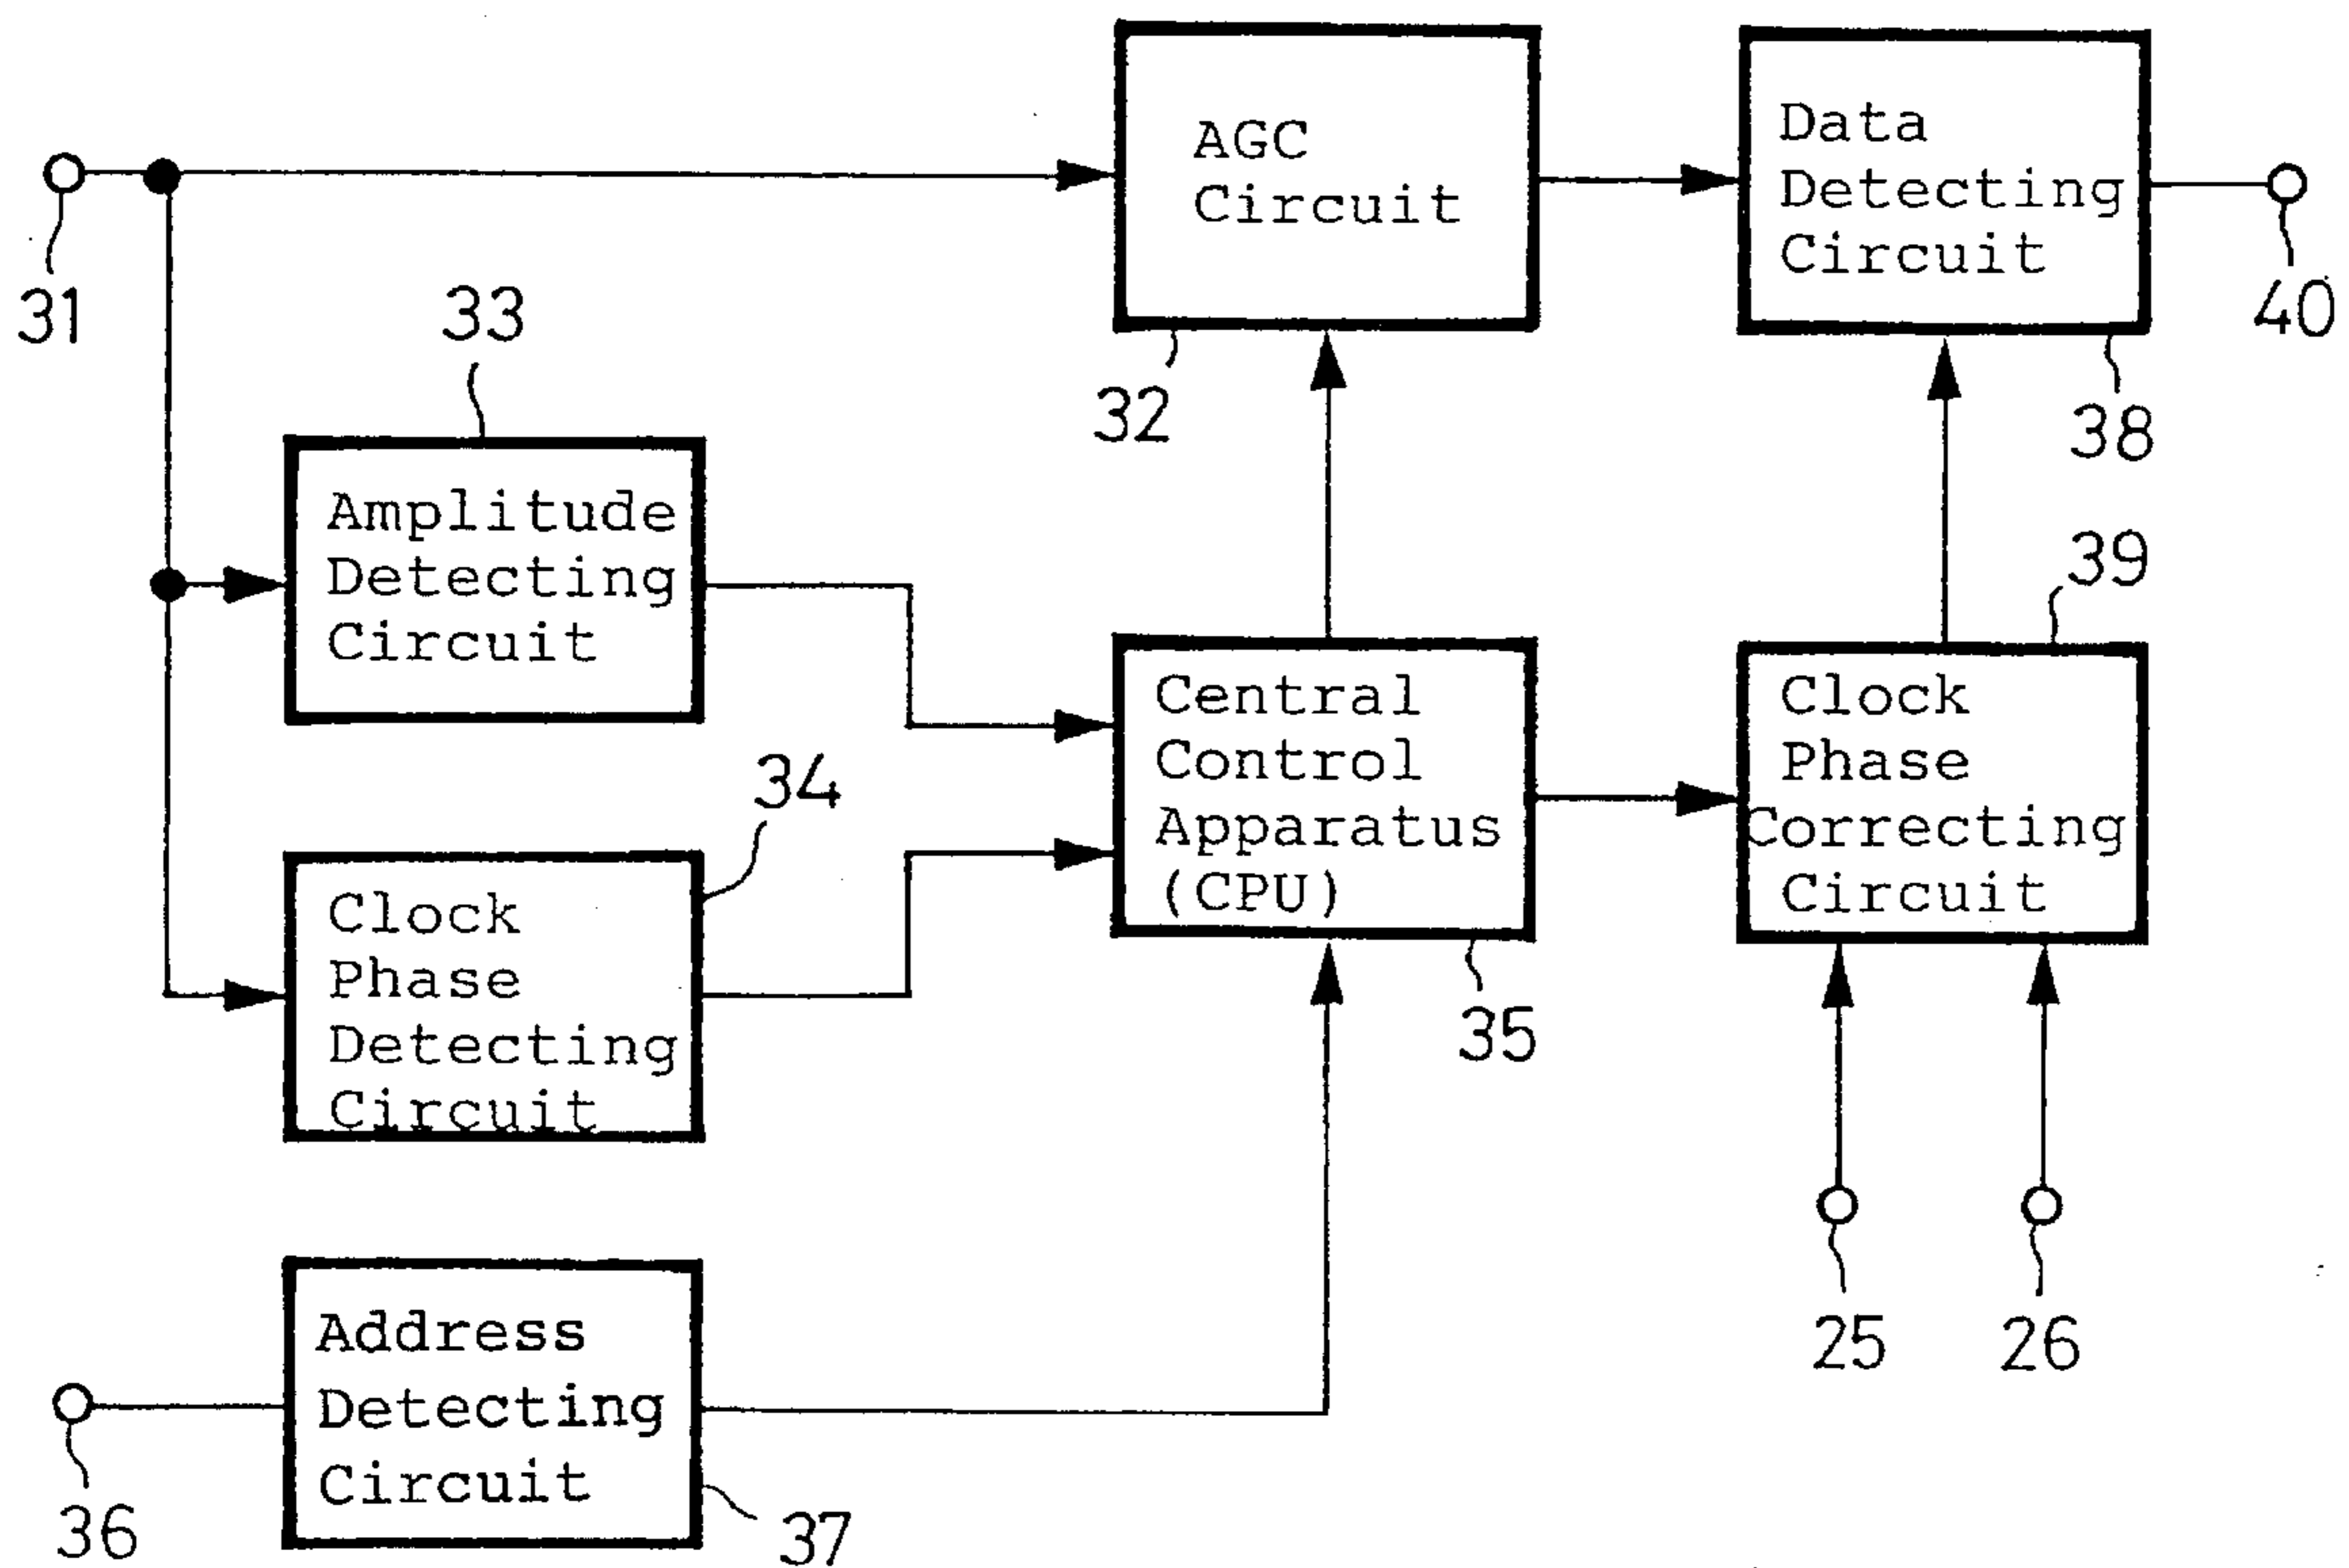 AGC
Circuit
Data
Detecting
Circuit
31
33
32
40
38
Amplitude
Detecting
Circuit
39
34
Central
Control
Apparatus
(CPU)
Clock
Phase
Correcting
Circuit
Clock
Phase
Detecting
Circuit
35
25
26
Address
Detecting
Circuit
36
37